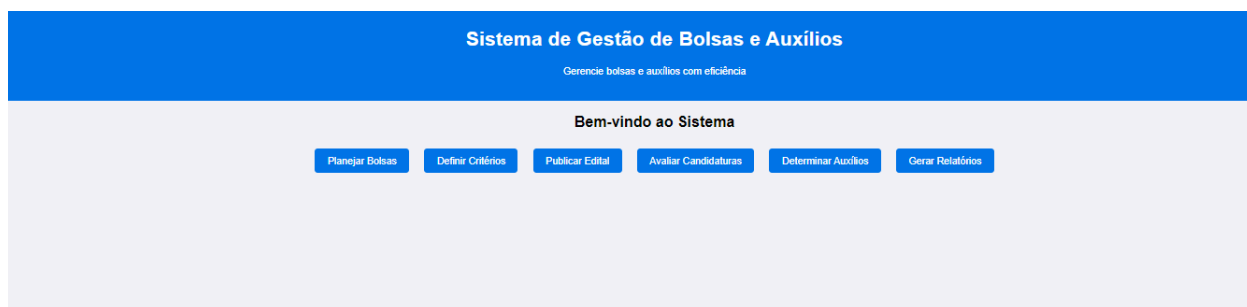 Sistema de Gestão de Bolsas e Auxílios
Gerencie bolsas e auxílios com eficiência
Bem-vindo ao Sistema
Planejar Bolsas Definir Critérios Publicar Edital Avaliar Candidaturas Determinar Auxílios Gerar Relatórios